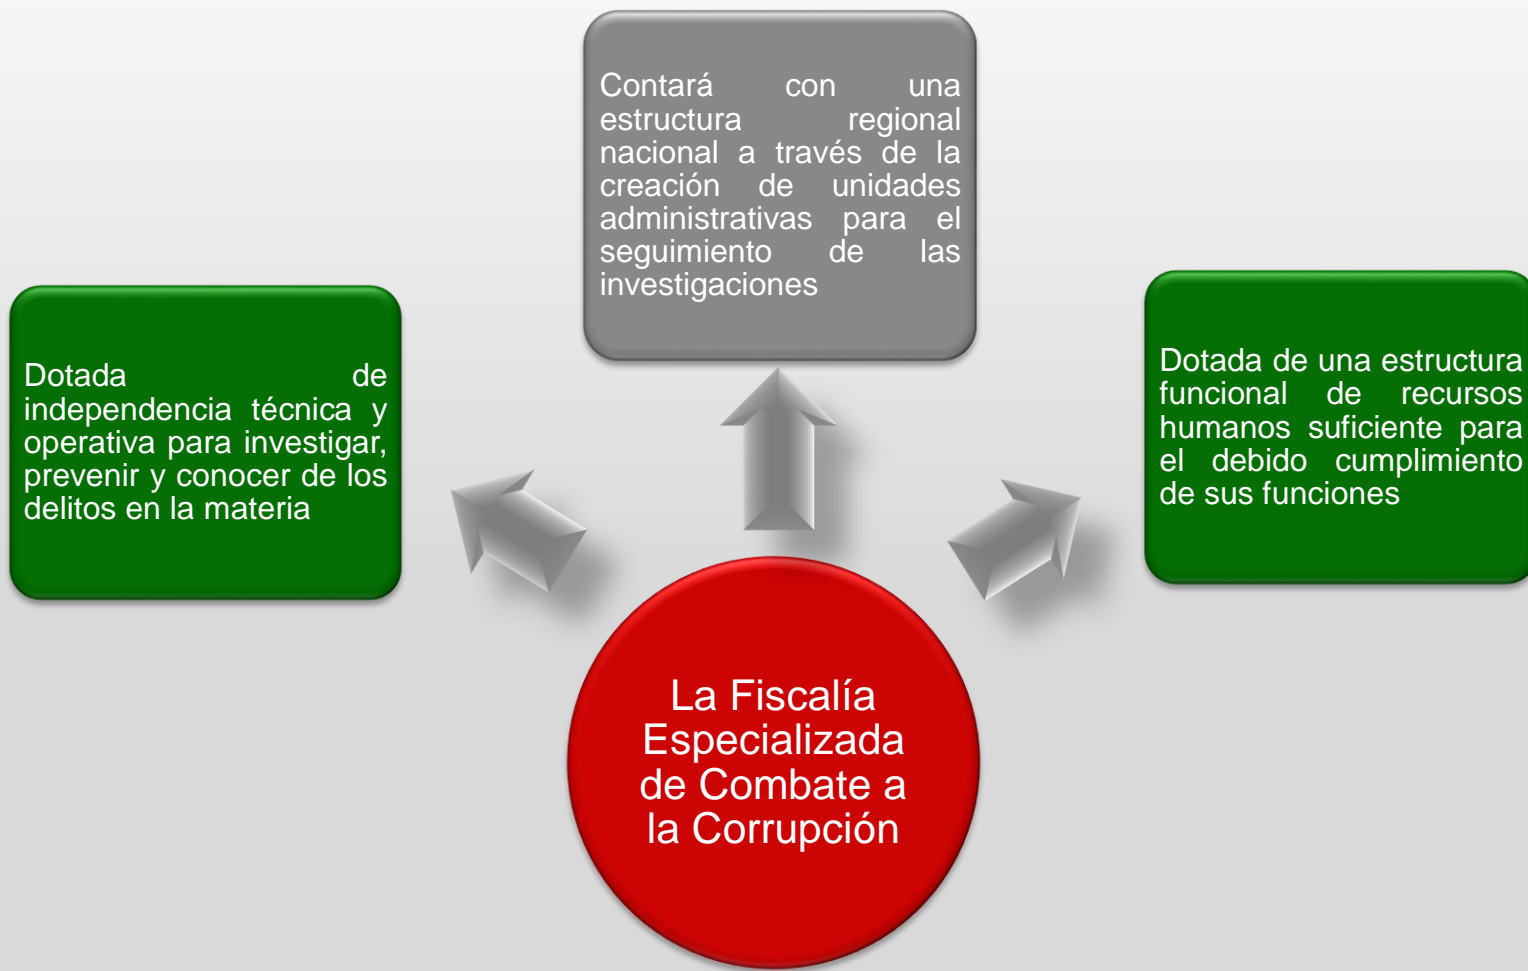 Contará con una
estructura regional
nacional a través de la
creación de unidades
administrativas para el
seguimiento de las
investigaciones
Dotada de
independencia técnica y
operativa para investigar,
prevenir y conocer de los
delitos en la materia
Dotada de una estructura
funcional de recursos
humanos suficiente para
el debido cumplimiento
de sus funciones
La Fiscalía
Especializada
de Combate a
la Corrupción